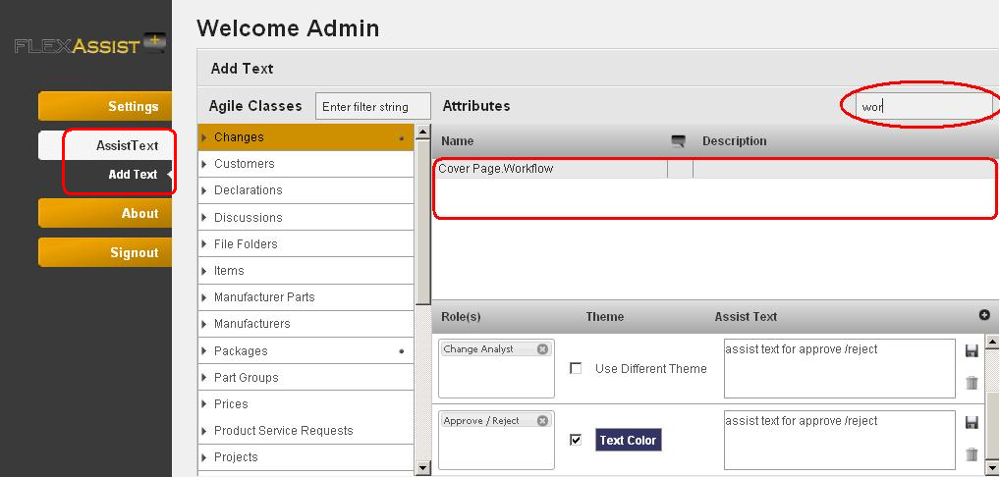 Welcome Admin
FLEXASSIST
Add Text
Settings
AssistText
Add Text
About
Signout
Agile Classes
Enter filter string
Changes
Customers
Declarations
Discussions
File Folders
Items
Manufacturer Parts
Manufacturers
Packages
Part Groups
Prices
Product Service Requests
Projects
Attributes
wor
Name
Description
Cover Page.Workflow
Role(s)
Theme
Assist Text
Change Analyst
Use Different Theme
assist text for approve /reject
Approve / Reject
Text Color
assist text for approve /reject